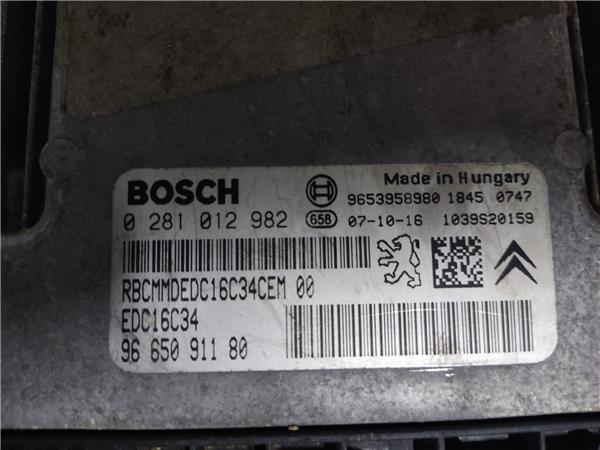 Made in Hungary
BOSCH 9653958980 1845 0747
0 281 012 982 G58 07-10-16 1039S20159
RBCMMDEDC16C34CEM 00
EDC16C34
96 650 911 80